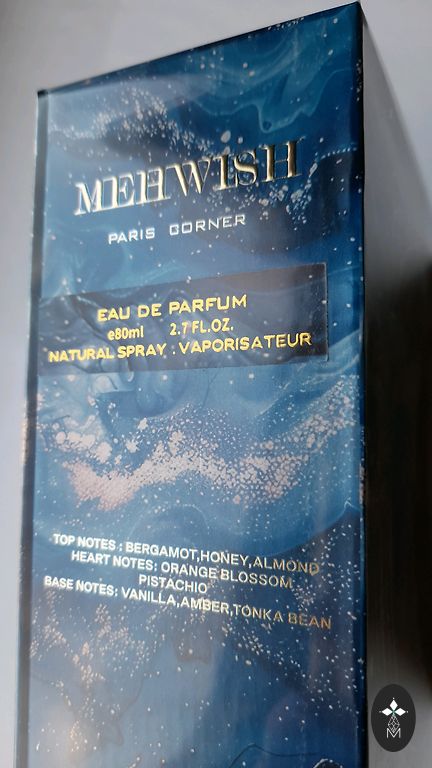 MEHWISH
PARIS CORNER
EAU DE PARFUM
e80ml 2.7 FL.OZ.
NATURAL SPRAY . VAPORISATEUR
TOP NOTES : BERGAMOT,HONEY,ALMOND
HEART NOTES: ORANGE BLOSSOM
PISTACHIO
BASE NOTES: VANILLA,AMBER,TONKA BEAN
M